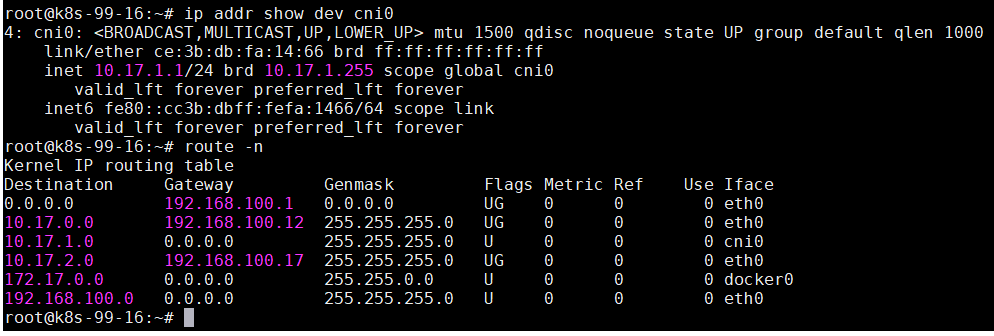 root@k8s-99-16:~# ip addr show dev cni0
4: cni0: <BROADCAST,MULTICAST,UP,LOWER_UP> mtu 1500 qdisc noqueue state UP group default qlen 1000
    link/ether ce:3b:db:fa:14:66 brd ff:ff:ff:ff:ff:ff
    inet 10.17.1.1/24 brd 10.17.1.255 scope global cni0
       valid_lft forever preferred_lft forever
    inet6 fe80::cc3b:dbff:fefa:1466/64 scope link
       valid_lft forever preferred_lft forever
root@k8s-99-16:~# route -n
Kernel IP routing table
Destination     Gateway         Genmask         Flags Metric Ref    Use Iface
0.0.0.0         192.168.100.1   0.0.0.0         UG    0      0        0 eth0
10.17.0.0       192.168.100.12  255.255.255.0   UG    0      0        0 eth0
10.17.1.0       0.0.0.0         255.255.255.0   U     0      0        0 cni0
10.17.2.0       192.168.100.17  255.255.255.0   UG    0      0        0 eth0
172.17.0.0      0.0.0.0         255.255.0.0     U     0      0        0 docker0
192.168.100.0   0.0.0.0         255.255.255.0   U     0      0        0 eth0
root@k8s-99-16:~#